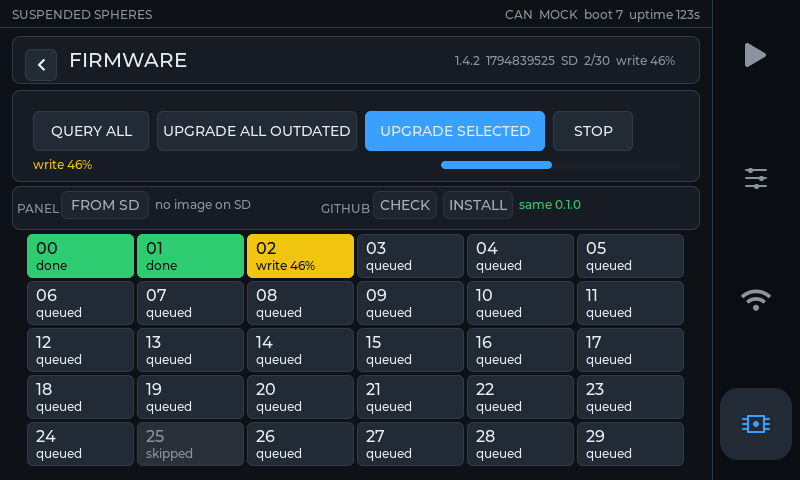 SUSPENDED SPHERES CAN MOCK boot 7 uptime 123s
FIRMWARE 1.4.2 1794839525 SD 2/30 write 46%
QUERY ALL UPGRADE ALL OUTDATED UPGRADE SELECTED STOP
write 46%
PANEL FROM SD no image on SD GITHUB CHECK INSTALL same 0.1.0
00 01 02 03 04 05
done done write 46% queued queued queued
06 07 08 09 10 11
queued queued queued queued queued queued
12 13 14 15 16 17
queued queued queued queued queued queued
18 19 20 21 22 23
queued queued queued queued queued queued
24 25 26 27 28 29
queued skipped queued queued queued queued